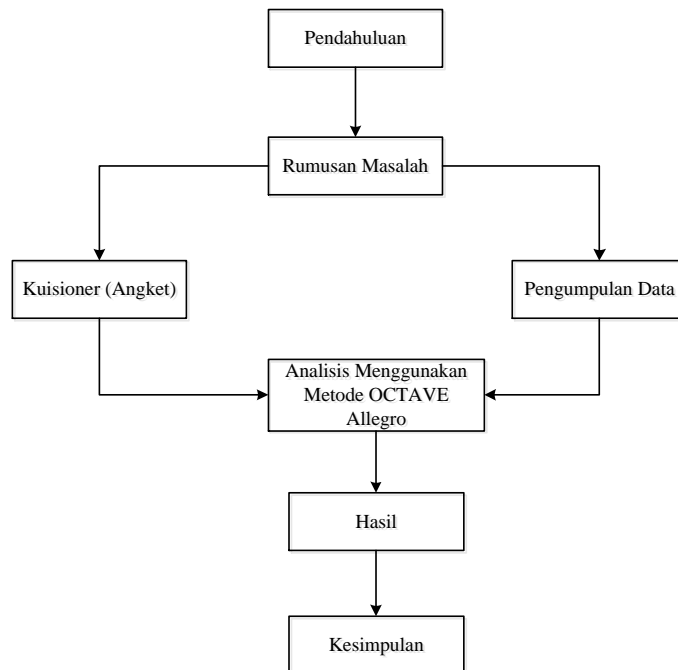 Pendahuluan
Rumusan Masalah
Kuisioner (Angket)
Pengumpulan Data
Analisis Menggunakan
Metode OCTAVE
Allegro
Hasil
Kesimpulan